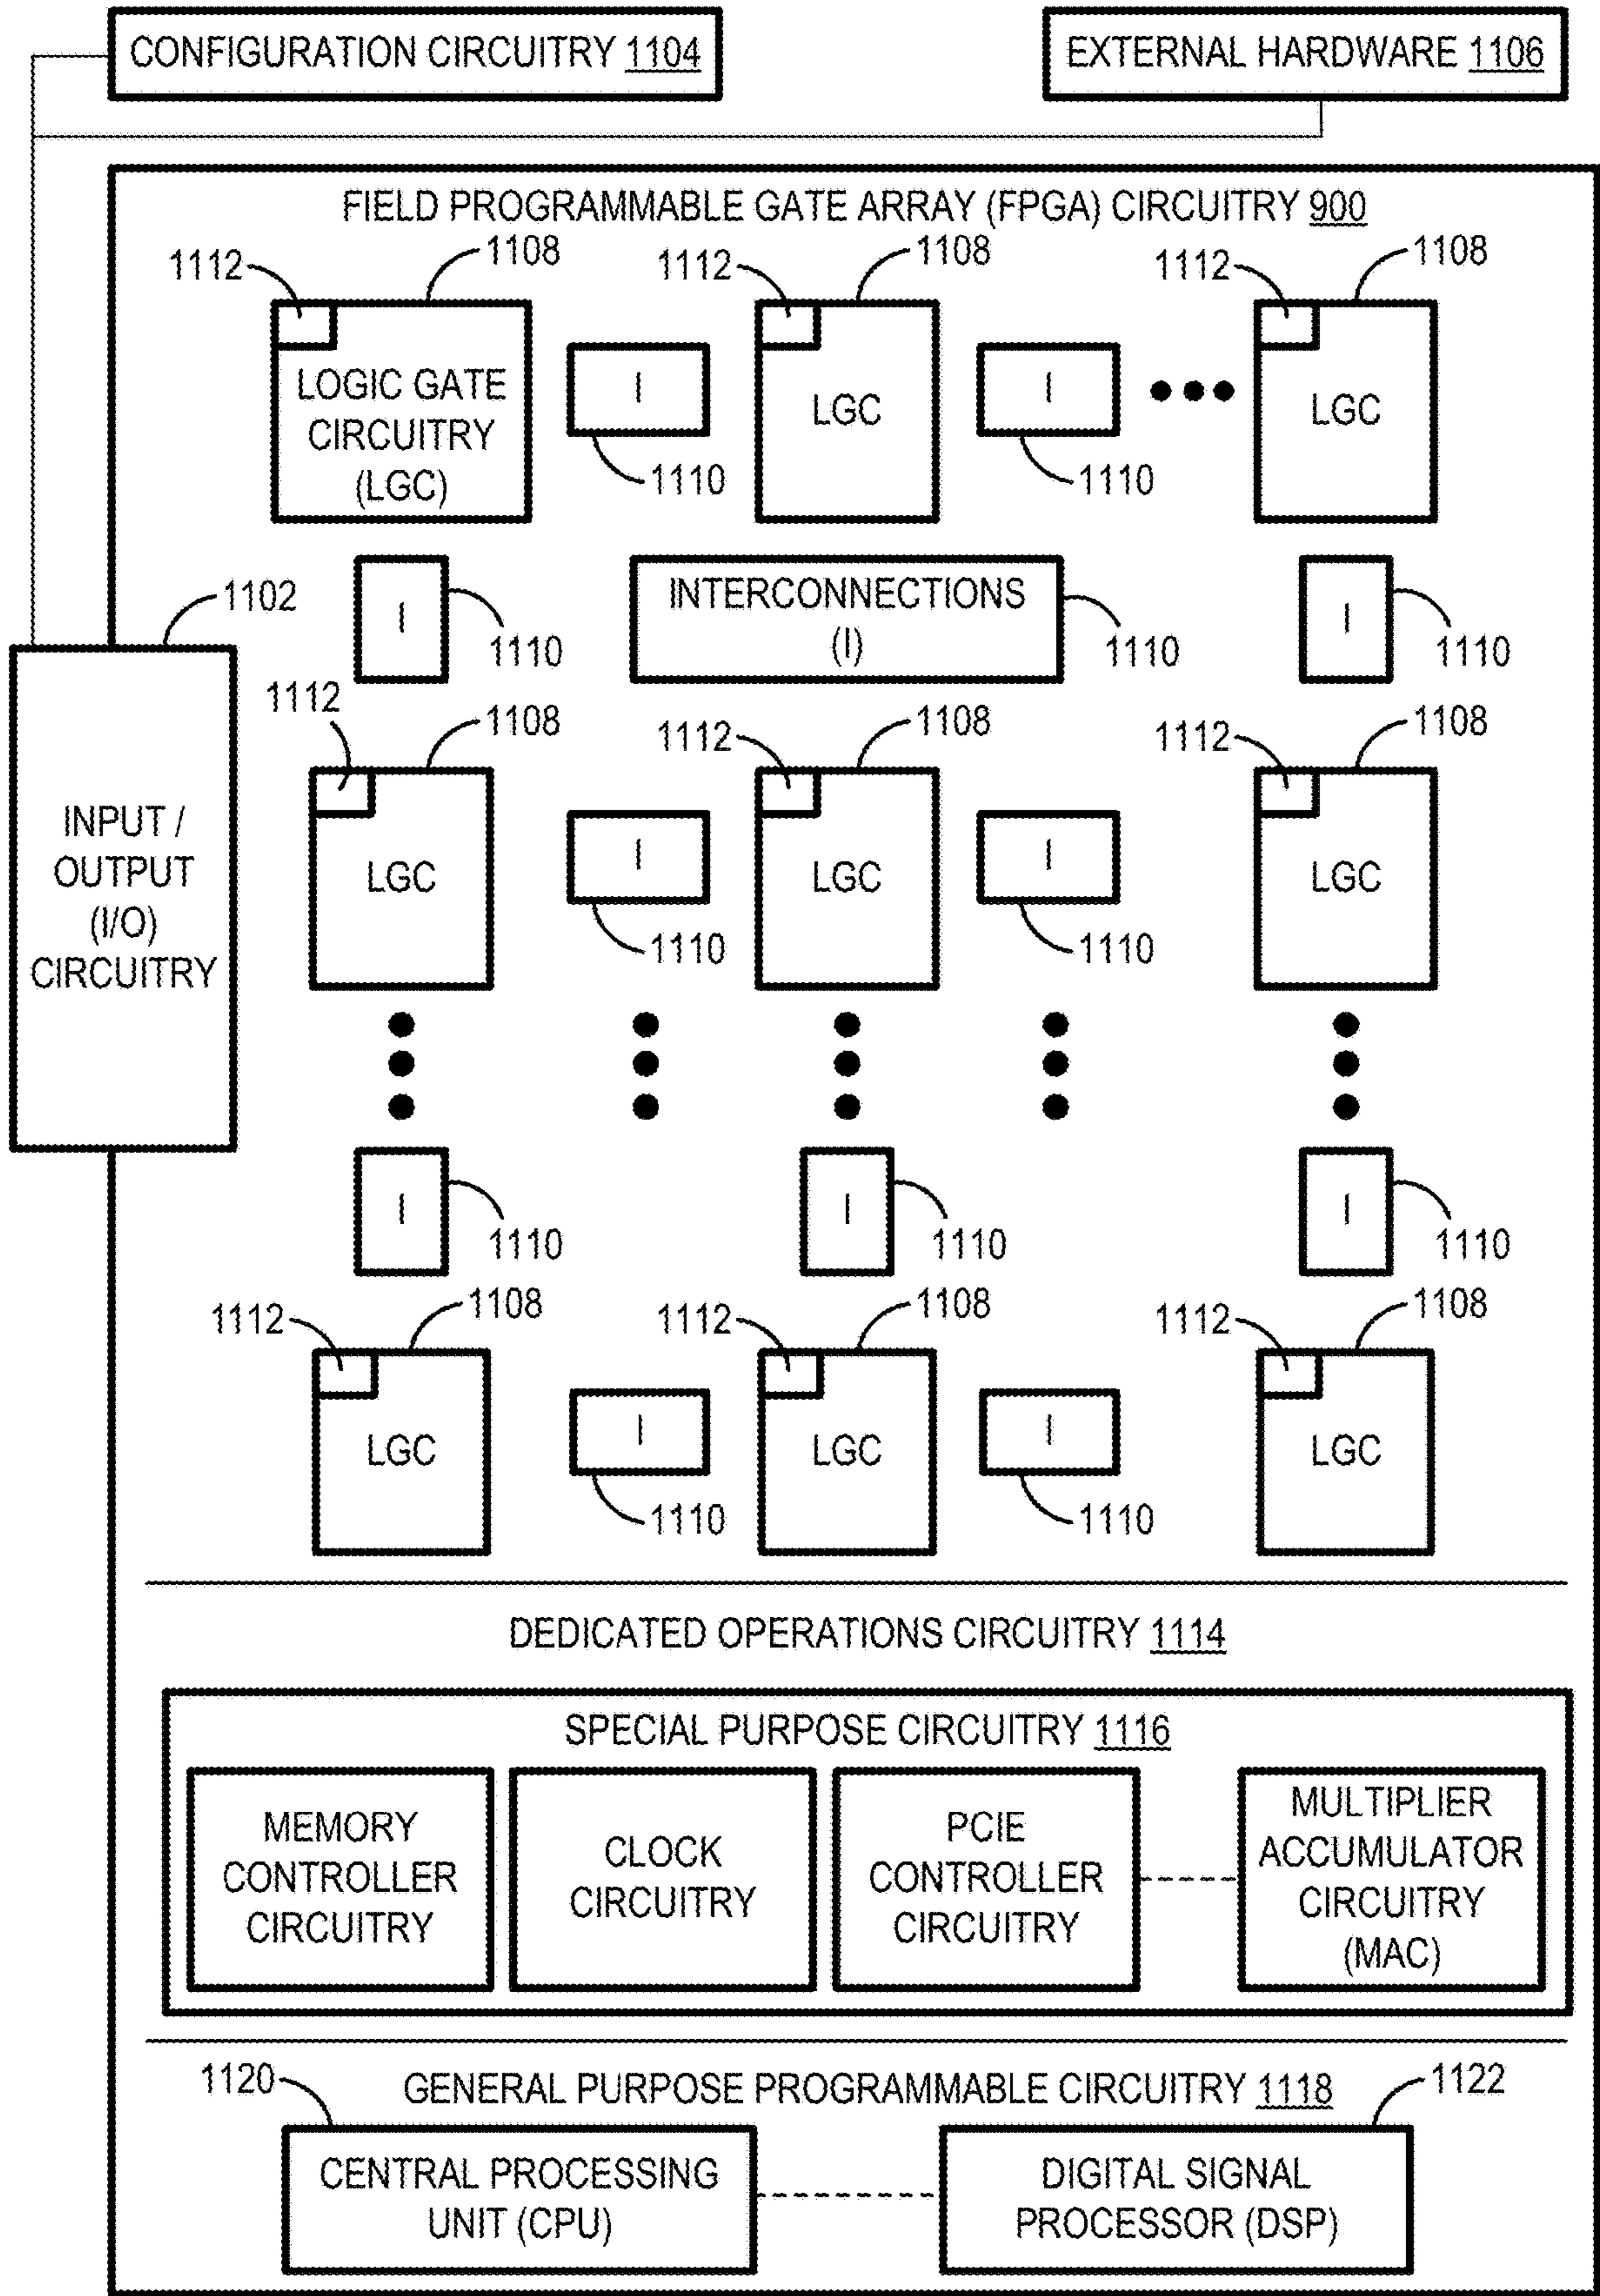 CONFIGURATION CIRCUITRY 1104
EXTERNAL HARDWARE 1106
FIELD PROGRAMMABLE GATE ARRAY (FPGA) CIRCUITRY 900
1112
1108
1112
1108
1112
1108
LOGIC GATE
CIRCUITRY
(LGC)
I
LGC
I
LGC
1110
1110
1102
I
1110
INTERCONNECTIONS
(I)
1110
I
1110
1112
1108
1112
1108
1112
1108
INPUT /
OUTPUT
(I/O)
CIRCUITRY
LGC
I
LGC
I
LGC
1110
1110
I
1110
I
1110
I
1110
1112
1108
1112
1108
1112
1108
LGC
I
LGC
I
LGC
1110
1110
DEDICATED OPERATIONS CIRCUITRY 1114
SPECIAL PURPOSE CIRCUITRY 1116
MEMORY
CONTROLLER
CIRCUITRY
CLOCK
CIRCUITRY
PCIE
CONTROLLER
CIRCUITRY
MULTIPLIER
ACCUMULATOR
CIRCUITRY
(MAC)
1120
GENERAL PURPOSE PROGRAMMABLE CIRCUITRY 1118
1122
CENTRAL PROCESSING
UNIT (CPU)
DIGITAL SIGNAL
PROCESSOR (DSP)